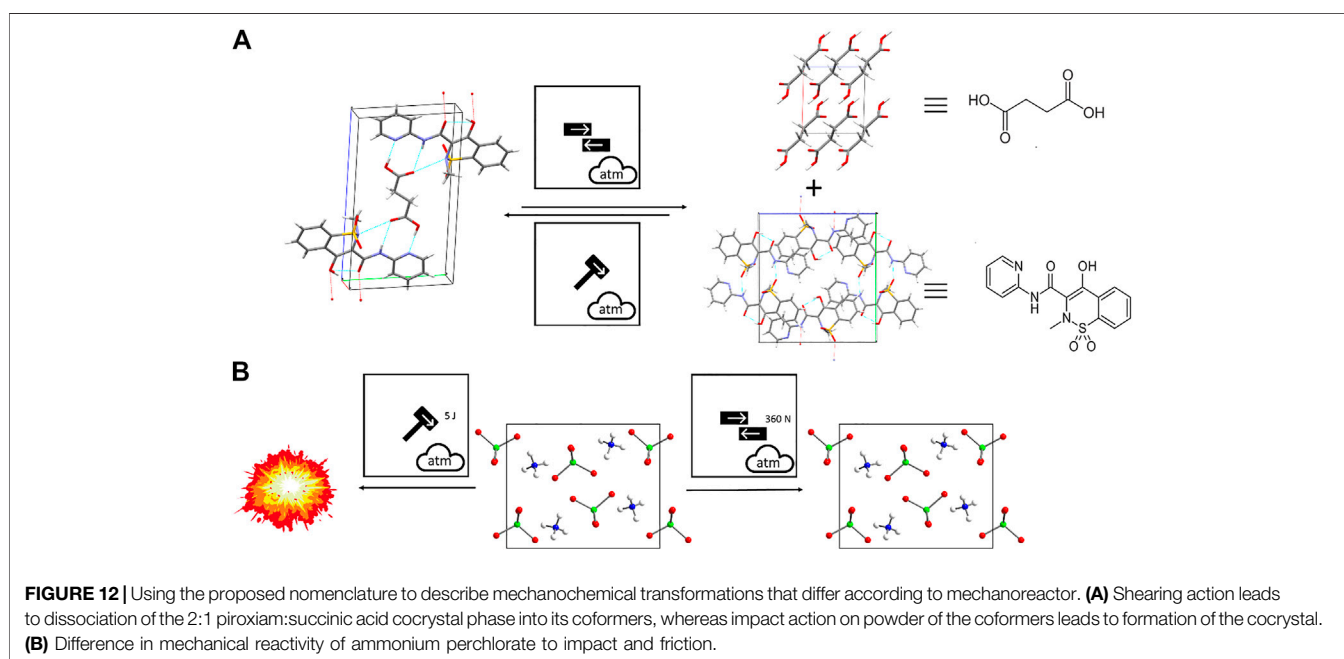 A
atm
atm
+
≡
O
HO
OH
O
≡
N
O
OH
N
H
N
S
O
O
B
5 J
atm
360 N
atm
FIGURE 12 | Using the proposed nomenclature to describe mechanochemical transformations that differ according to mechanoreactor. (A) Shearing action leads
to dissociation of the 2:1 piroxiam:succinic acid cocrystal phase into its coformers, whereas impact action on powder of the coformers leads to formation of the cocrystal.
(B) Difference in mechanical reactivity of ammonium perchlorate to impact and friction.